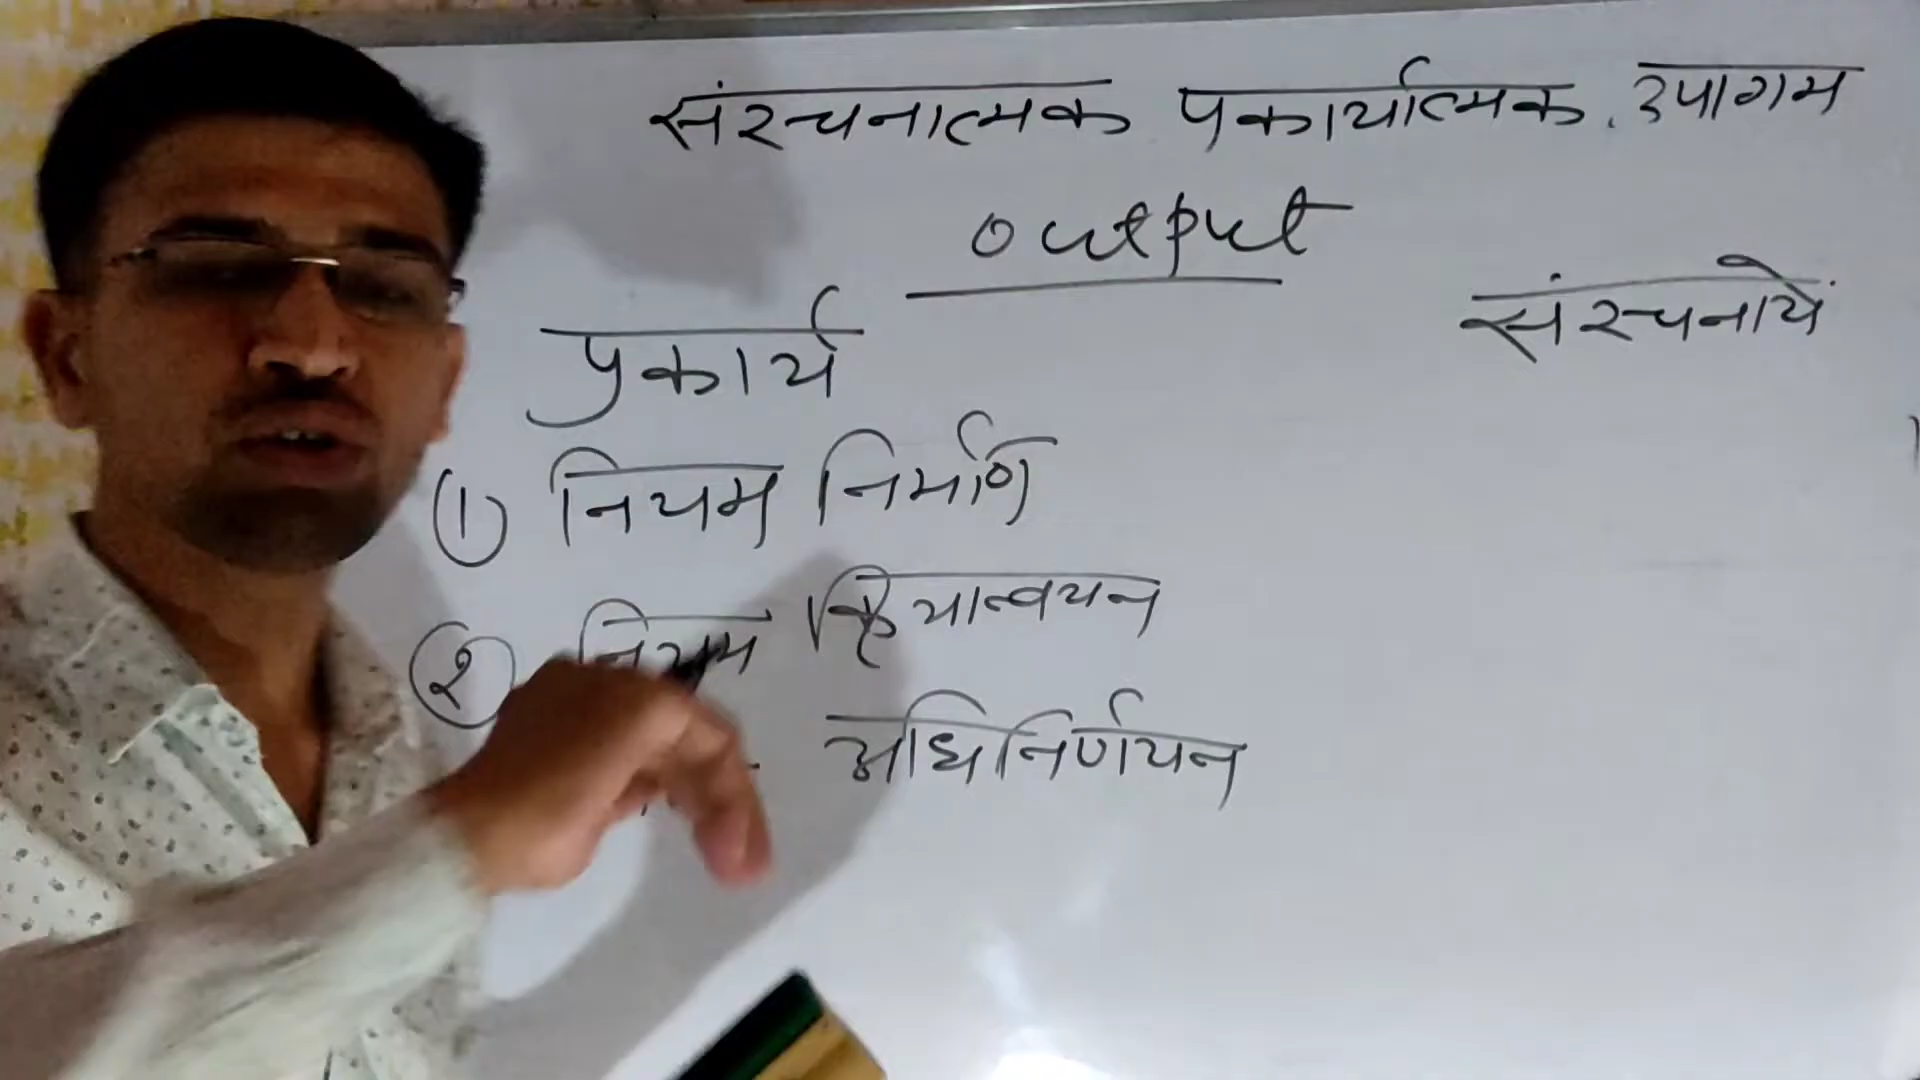 संरचनात्मक प्रकार्यात्मक उपागम
output
प्रकार्य संरचनायें
① नियम निर्माण
② नियम क्रियान्वयन
अधिनिर्णयन